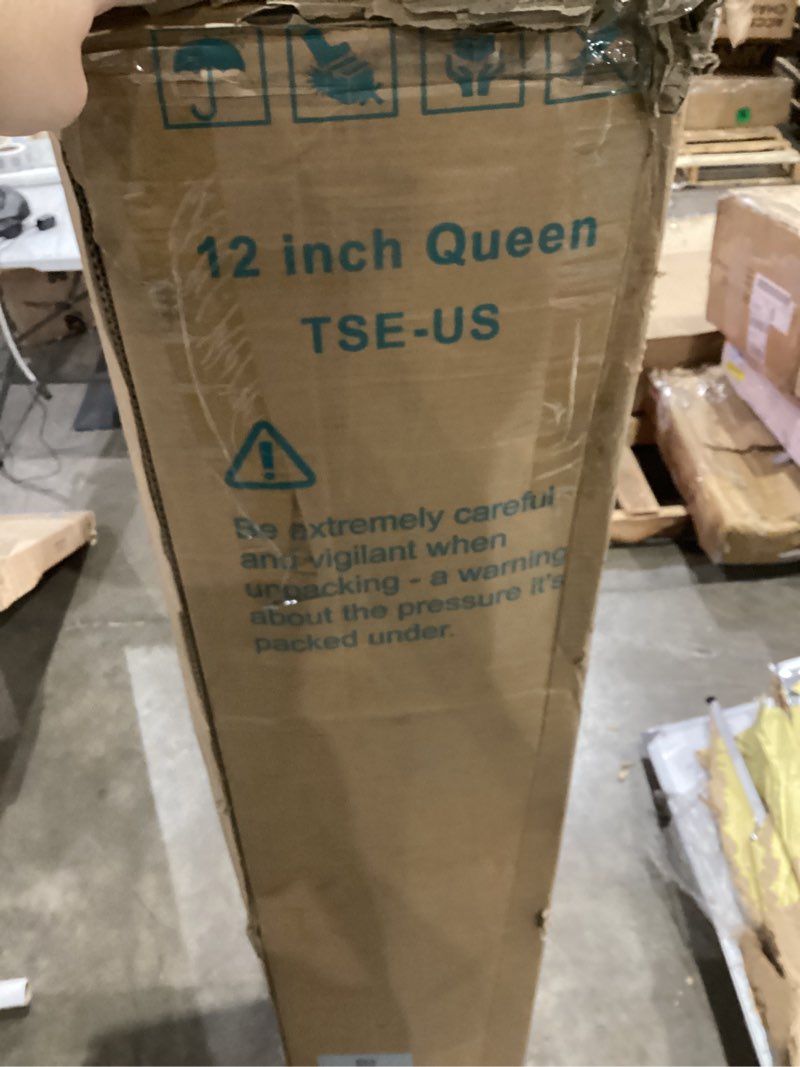 12 inch Queen
TSE-US
Be extremely careful
and vigilant when
unpacking - a warning
about the pressure it's
packed under.